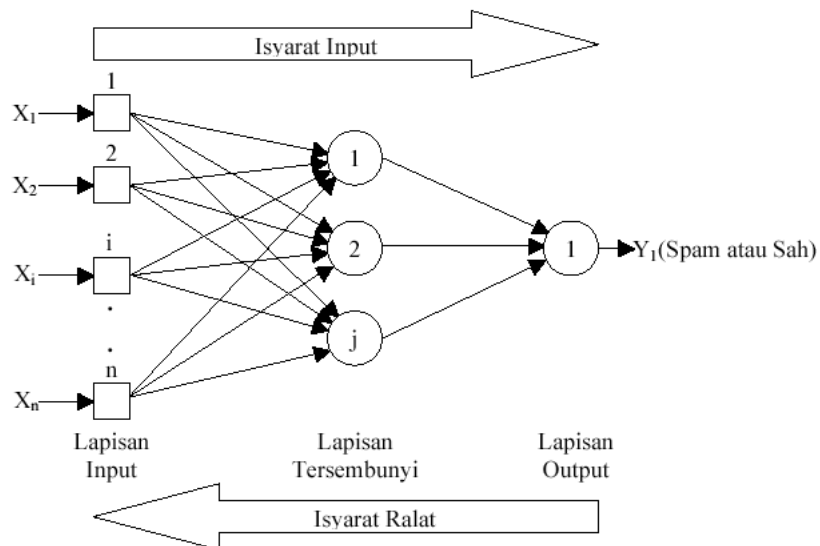 Isyarat Input
1
X1
2
X2
i
Xi
.
.
n
Xn
1
2
j
1
Y1(Spam atau Sah)
Lapisan
Input
Lapisan
Tersembunyi
Lapisan
Output
Isyarat Ralat